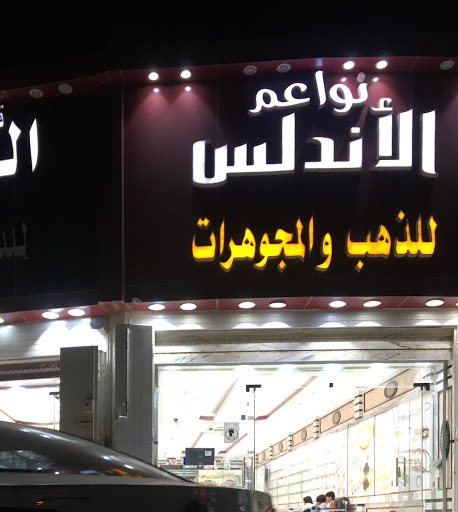 نواعم
الأندلس
للذهب والمجوهرات